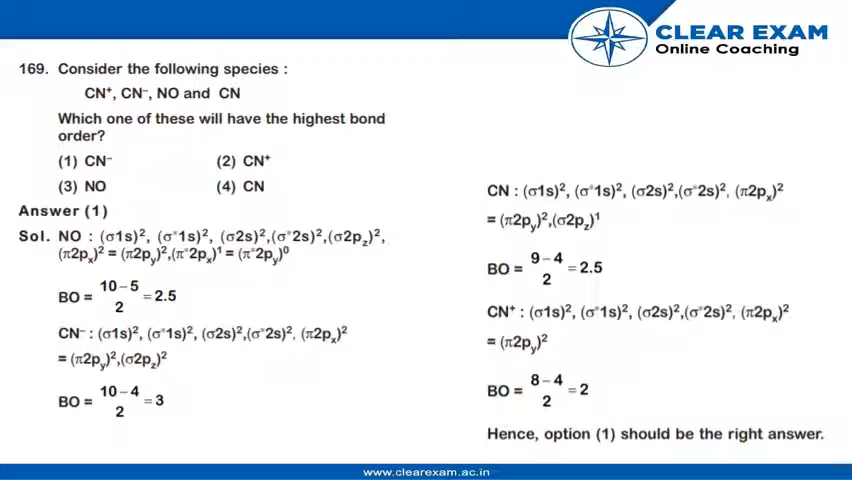 CLEAR EXAM
Online Coaching
169. Consider the following species :
CN⁺, CN⁻, NO and CN
Which one of these will have the highest bond
order?
(1) CN⁻ (2) CN⁺
(3) NO (4) CN
Answer (1)
Sol. NO : (σ1s)², (σ*1s)², (σ2s)²,(σ*2s)²,(σ2p_z)²,
(π2pₓ)² = (π2p_y)²,(π*2pₓ)¹ = (π*2p_y)⁰
BO = 10 – 5 / 2 = 2.5
CN⁻ : (σ1s)², (σ*1s)², (σ2s)²,(σ*2s)², (π2pₓ)²
= (π2p_y)²,(σ2p_z)²
BO = 10 – 4 / 2 = 3
CN : (σ1s)², (σ*1s)², (σ2s)²,(σ*2s)², (π2pₓ)²
= (π2p_y)²,(σ2p_z)¹
BO = 9 – 4 / 2 = 2.5
CN⁺ : (σ1s)², (σ*1s)², (σ2s)²,(σ*2s)², (π2pₓ)²
= (π2p_y)²
BO = 8 – 4 / 2 = 2
Hence, option (1) should be the right answer.
www.clearexam.ac.in